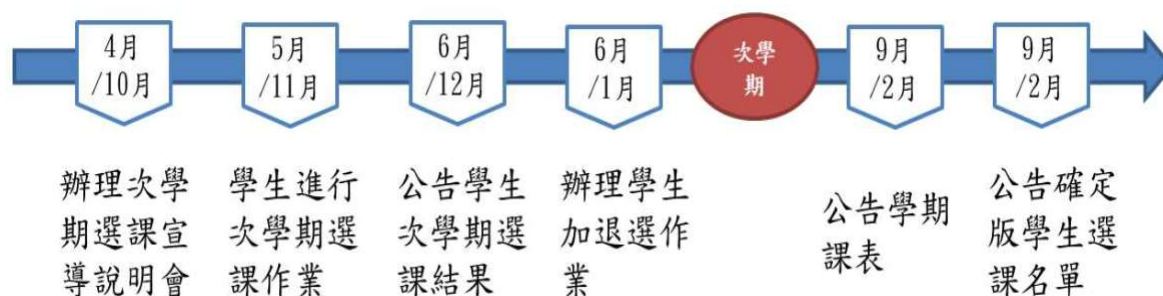 4月
/10月
5月
/11月
6月
/12月
6月
/1月
次學
期
9月
/2月
9月
/2月
辦理次學
期選課宣
導說明會
學生進行
次學期選
課作業
公告學生
次學期選
課結果
辦理學生
加退選作
業
公告學期
課表
公告確定
版學生選
課名單